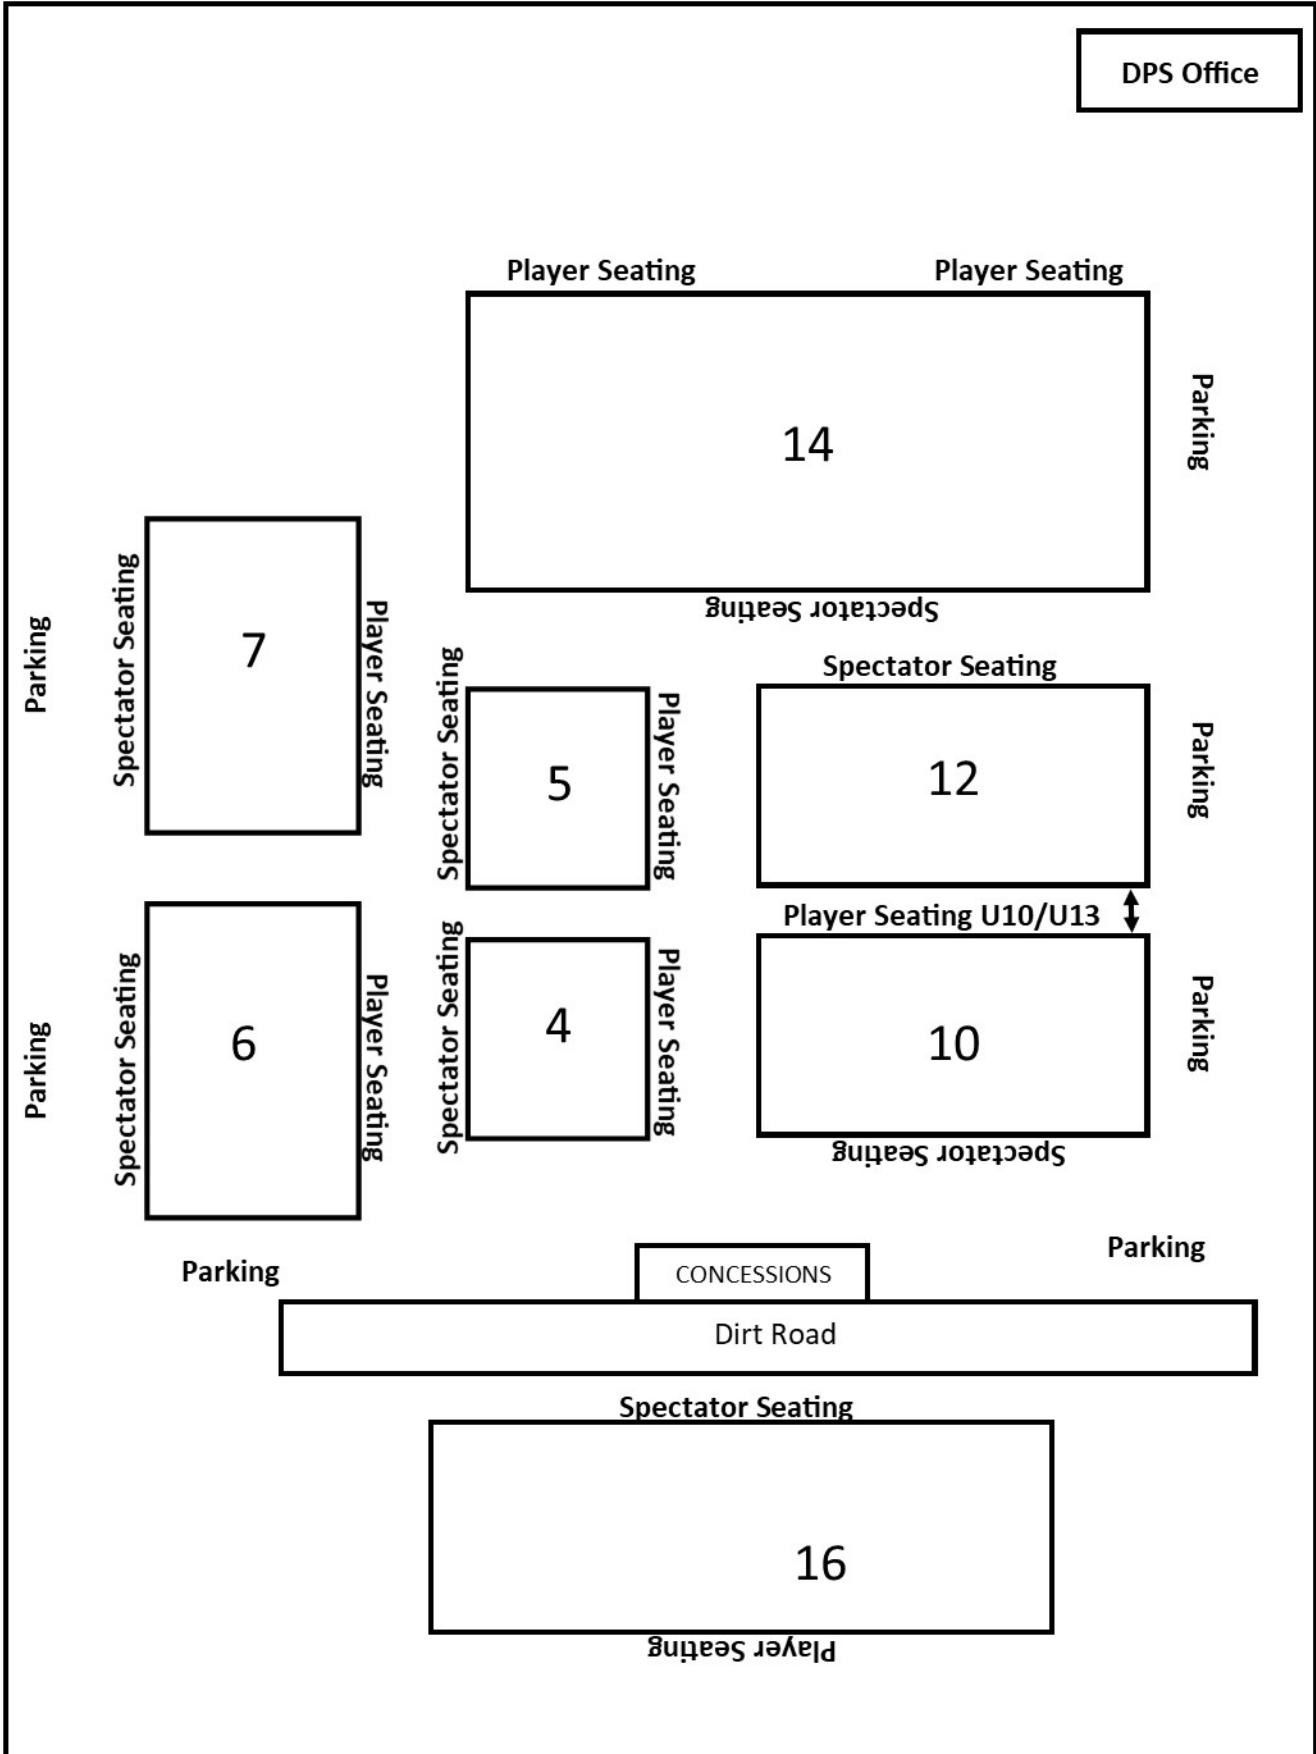 DPS Office
Player Seating
Player Seating
14
Parking
Spectator Seating
Parking
Spectator Seating
7
Player Seating
Spectator Seating
5
Player Seating
Spectator Seating
12
Parking
Player Seating U10/U13
Parking
Spectator Seating
6
Player Seating
Spectator Seating
4
Player Seating
10
Parking
Spectator Seating
Parking
Parking
CONCESSIONS
Dirt Road
Spectator Seating
16
Player Seating